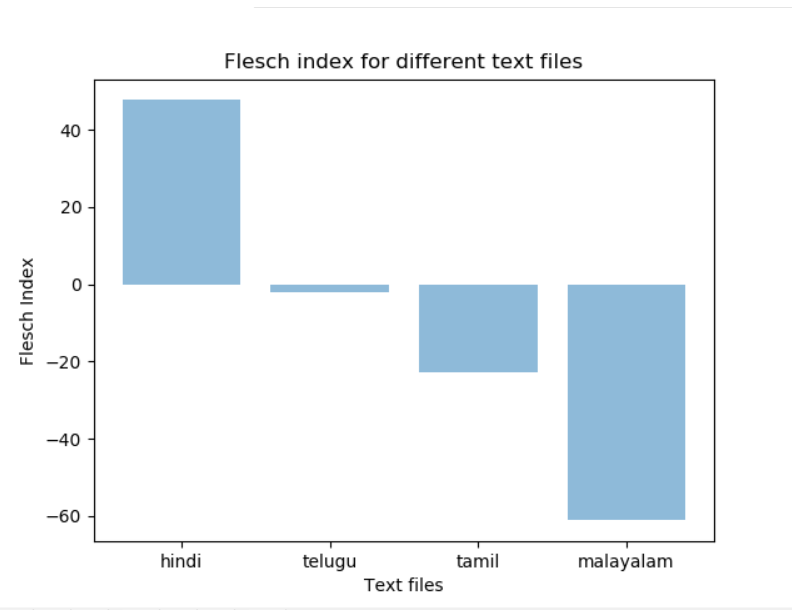 Flesch index for different text files
40
20
0
−20
−40
−60
Flesch Index
hindi
telugu
tamil
malayalam
Text files